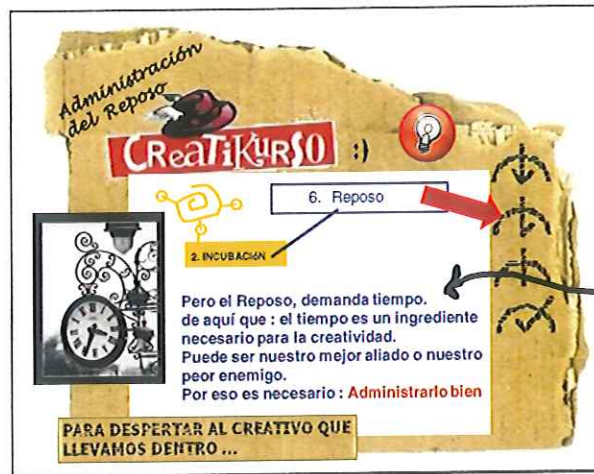 Administración
del Reposo
CReaTiKURSO :)
6. Reposo
2. INCUBACIÓN
Pero el Reposo, demanda tiempo.
de aquí que : el tiempo es un ingrediente
necesario para la creatividad.
Puede ser nuestro mejor aliado o nuestro
peor enemigo.
Por eso es necesario : Administrarlo bien
PARA DESPERTAR AL CREATIVO QUE
LLEVAMOS DENTRO ...